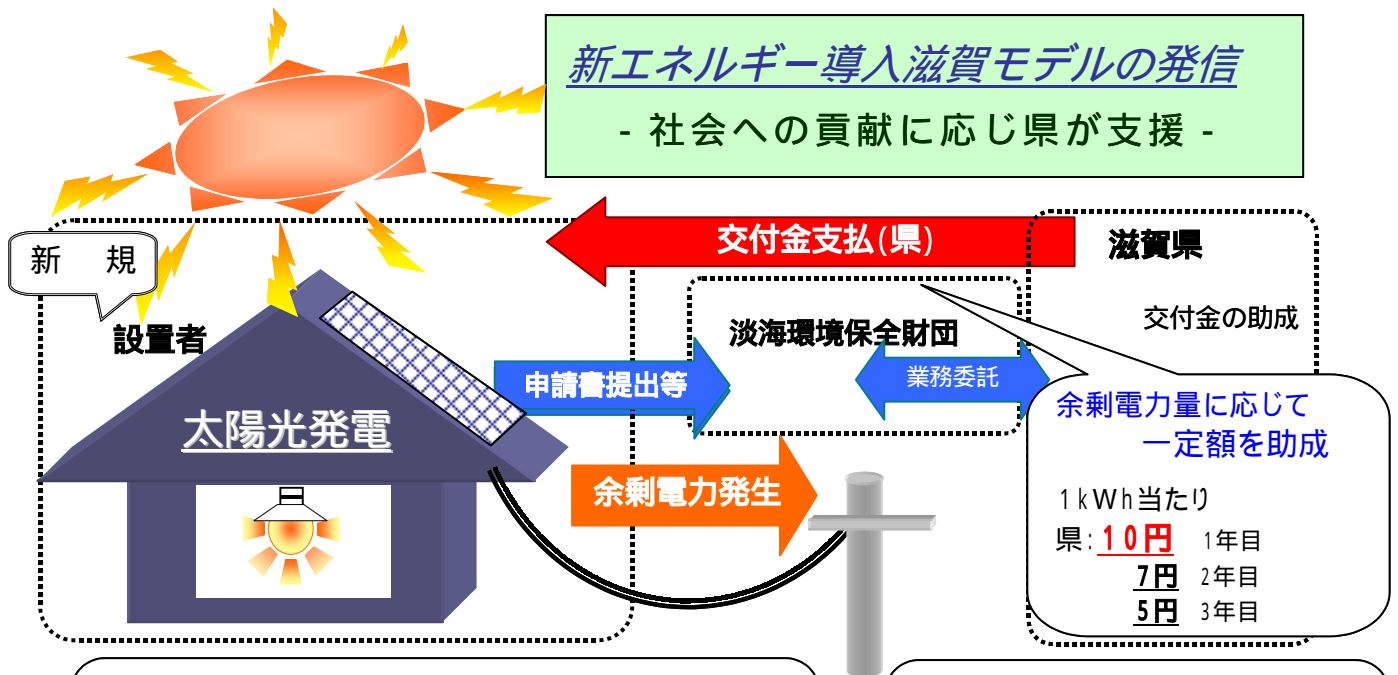 新エネルギー導入滋賀モデルの発信
- 社会への貢献に応じ県が支援 -
交付金支払(県)
滋賀県
新 規
交付金の助成
設置者
淡海環境保全財団
申請書提出等
業務委託
太陽光発電
余剰電力発生
余剰電力量に応じて
一定額を助成
1kWh当たり
県:10円 1年目
7円 2年目
5円 3年目